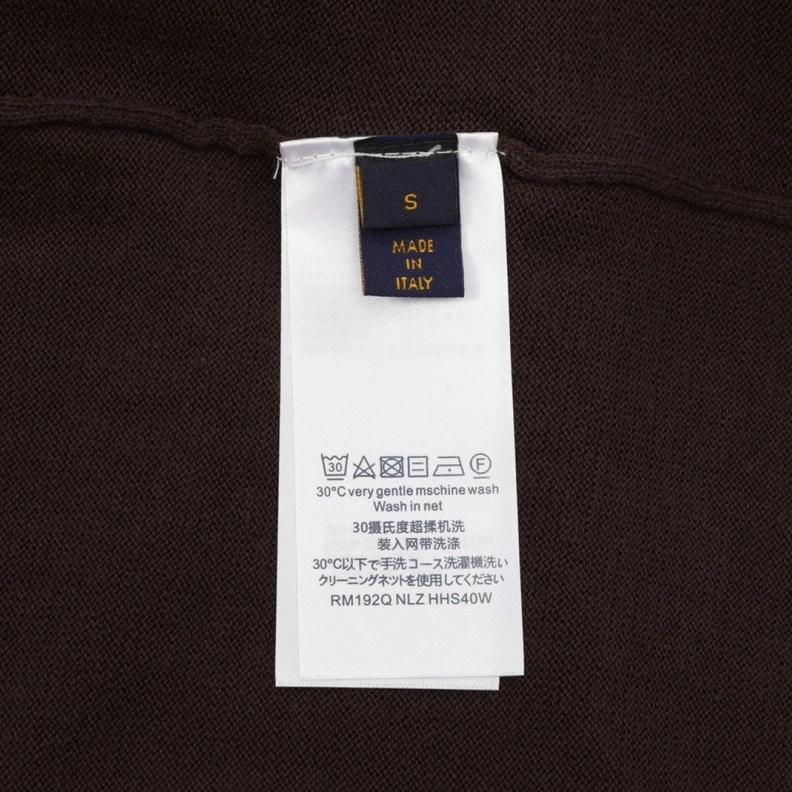 S
MADE
IN
ITALY
30
F
30°C very gentle mschine wash
Wash in net
30摄氏度超揉机洗
装入网带洗涤
30°C以下で手洗コース洗濯機洗い
クリーニングネットを使用してください
RM192Q NLZ HHS40W